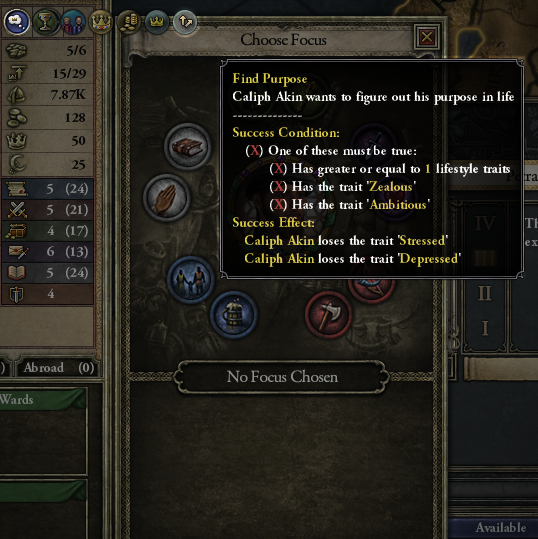 Choose Focus
5/6
15/29
7.87K
128
50
25
5 (24)
5 (21)
4 (17)
6 (13)
5 (24)
4
Abroad (0)
Wards
Find Purpose
Caliph Akin wants to figure out his purpose in life
--------------
Success Condition:
(X) One of these must be true:
(X) Has greater or equal to 1 lifestyle traits
(X) Has the trait 'Zealous'
(X) Has the trait 'Ambitious'
Success Effect:
Caliph Akin loses the trait 'Stressed'
Caliph Akin loses the trait 'Depressed'
No Focus Chosen
IV
III
II
I
Available